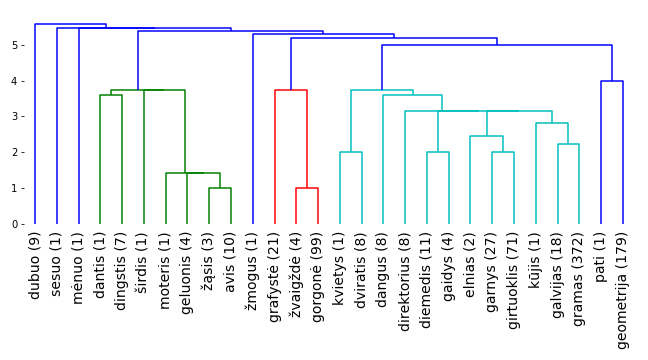 5
4
3
2
1
0
dubuo (9)
sesuo (1)
mėnuo (1)
dantis (1)
dingstis (7)
širdis (1)
moteris (1)
geluonis (4)
žąsis (3)
avis (10)
žmogus (1)
grafystė (21)
žvaigždė (4)
gorgonė (99)
kvietys (1)
dviratis (8)
dangus (8)
direktorius (8)
diemedis (11)
gaidys (4)
elnias (2)
garnys (27)
girtuoklis (71)
kūjis (1)
galvijas (18)
gramas (372)
pati (1)
geometrija (179)